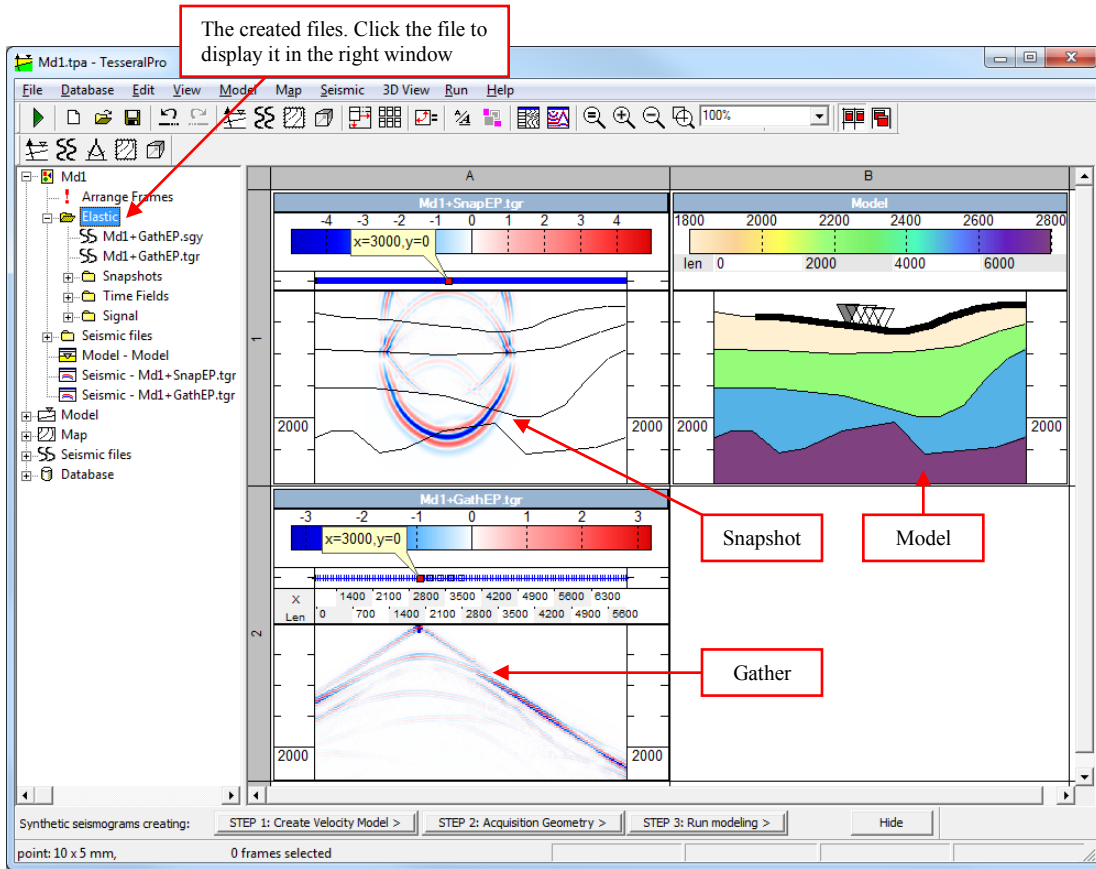 The created files. Click the file to
display it in the right window
Md1.tpa - TesseralPro
File Database Edit View Model Map Seismic 3D View Run Help
100%
Md1
Arrange Frames
Elastic
Md1+GathEP.sgy
Md1+GathEP.tgr
Snapshots
Time Fields
Signal
Seismic files
Model - Model
Seismic - Md1+SnapEP.tgr
Seismic - Md1+GathEP.tgr
Model
Map
Seismic files
Database
A B
1
Md1+SnapEP.tgr
-4 -3 -2 -1 0 1 2 3 4
x=3000,y=0
2000 2000
Model
1800 2000 2200 2400 2600 2800
len 0 2000 4000 6000
2000 2000
Snapshot
Model
2
Md1+GathEP.tgr
-3 -2 -1 0 1 2 3
x=3000,y=0
X 1400 2100 2800 3500 4200 4900 5600 6300
Len 0 700 1400 2100 2800 3500 4200 4900 5600
2000 2000
Gather
Synthetic seismograms creating: STEP 1: Create Velocity Model > STEP 2: Acquisition Geometry > STEP 3: Run modeling > Hide
point: 10 x 5 mm, 0 frames selected